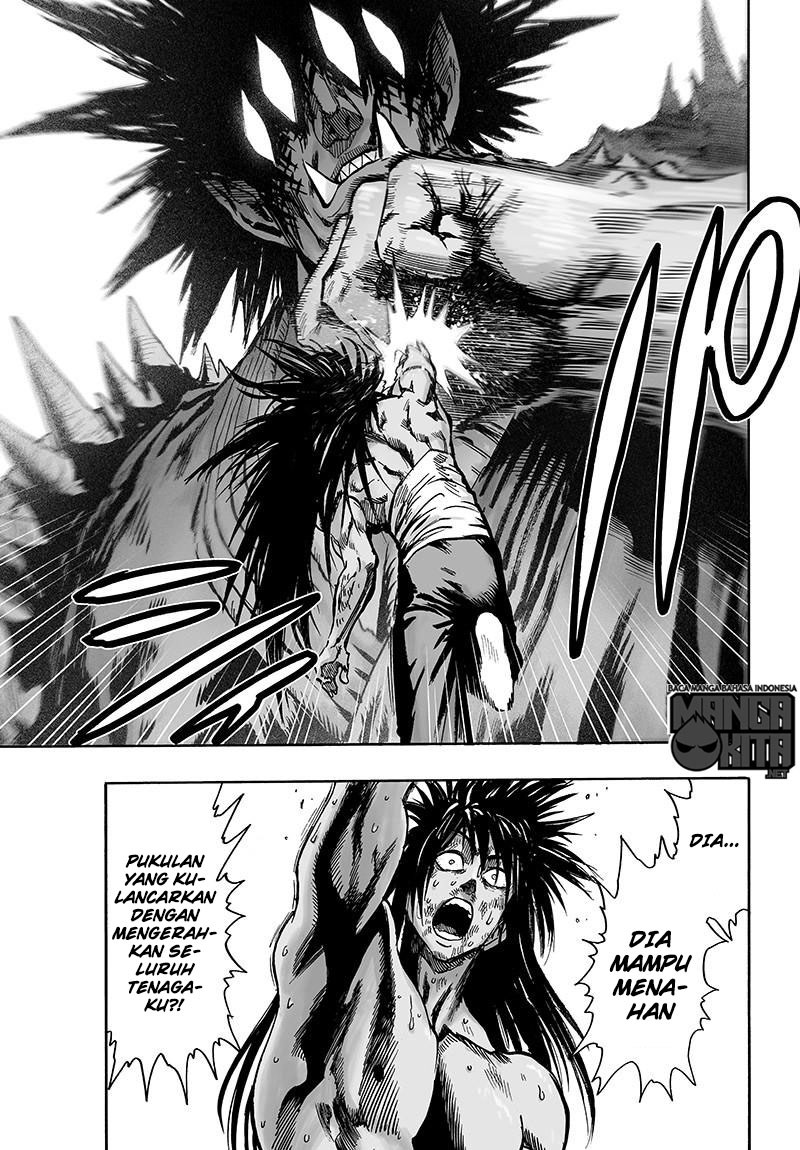 BACA MANGA BAHASA INDONESIA
MANGA
KITA
.NET
DIA...
DIA
MAMPU
MENA-
HAN
PUKULAN
YANG KU-
LANCARKAN
DENGAN
MENGERAH-
KAN SE-
LURUH
TENAGA-
KU?!